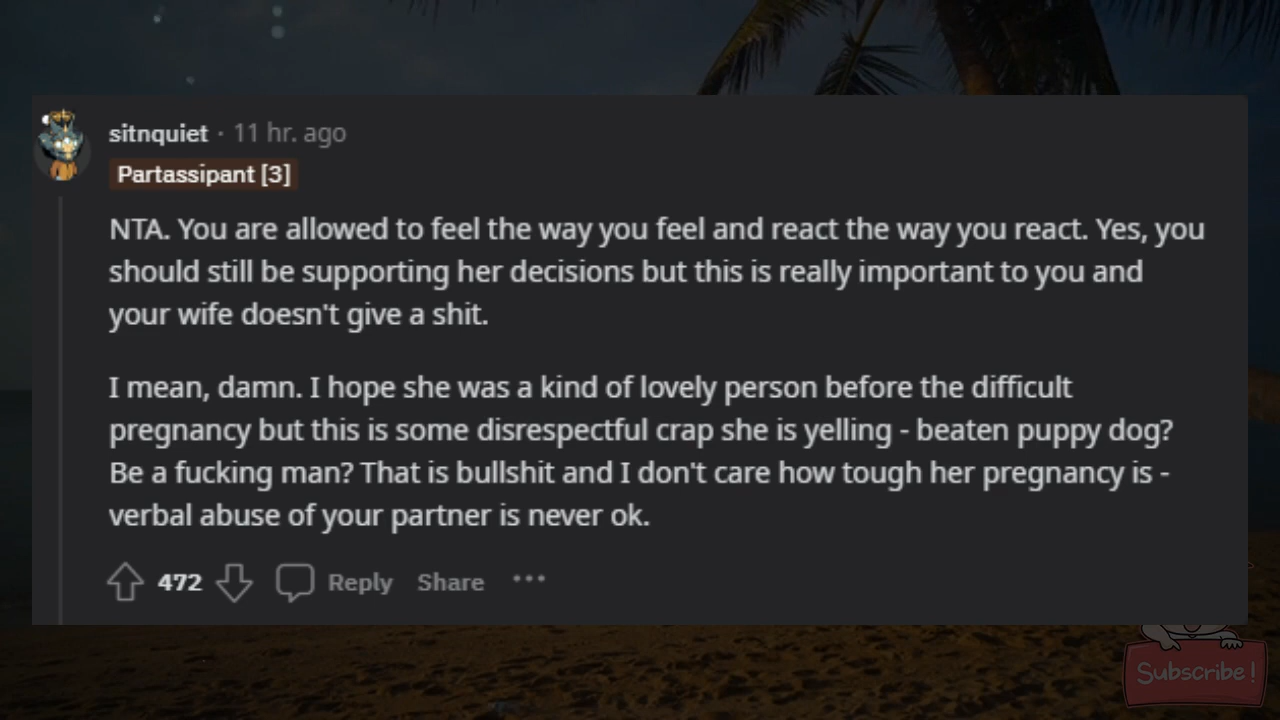 sitnquiet · 11 hr. ago
Partassipant [3]
NTA. You are allowed to feel the way you feel and react the way you react. Yes, you
should still be supporting her decisions but this is really important to you and
your wife doesn't give a shit.
I mean, damn. I hope she was a kind of lovely person before the difficult
pregnancy but this is some disrespectful crap she is yelling - beaten puppy dog?
Be a fucking man? That is bullshit and I don't care how tough her pregnancy is -
verbal abuse of your partner is never ok.
472 Reply Share ···
Subscribe!